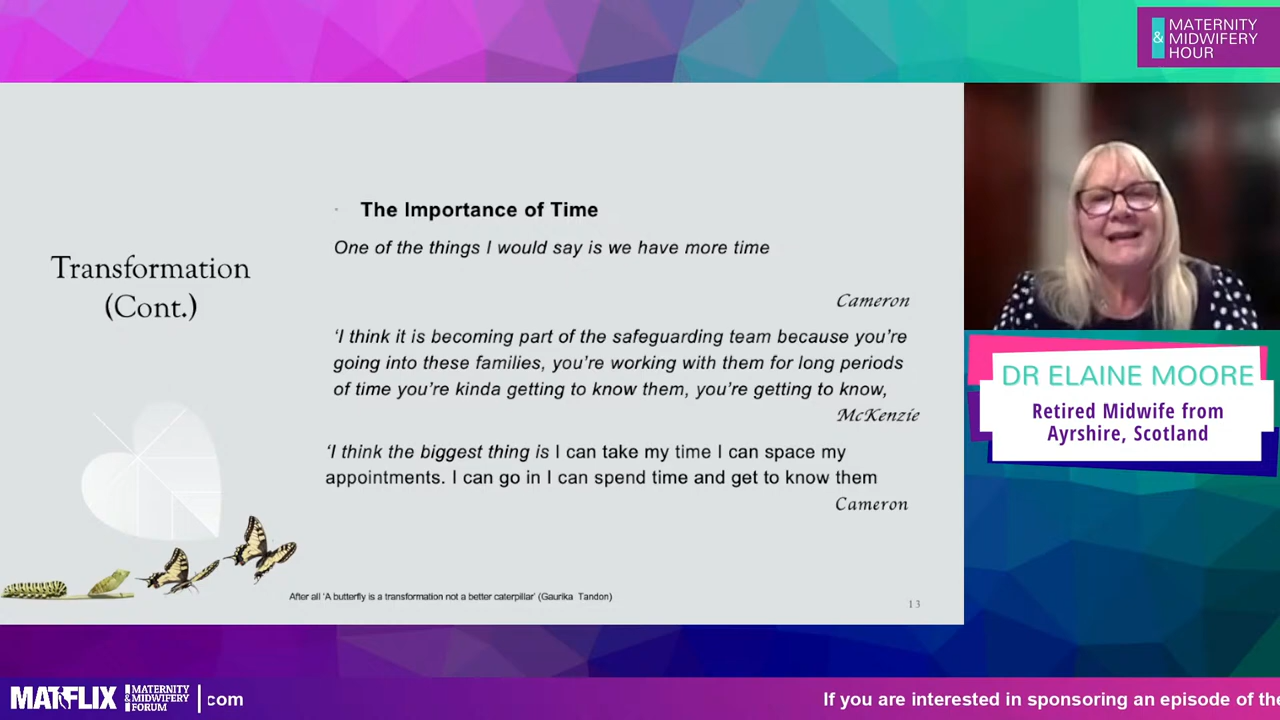 MATERNITY
& MIDWIFERY
HOUR
The Importance of Time
One of the things I would say is we have more time
Transformation
(Cont.)
Cameron
‘I think it is becoming part of the safeguarding team because you’re
going into these families, you’re working with them for long periods
of time you’re kinda getting to know them, you’re getting to know,
McKenzie
‘I think the biggest thing is I can take my time I can space my
appointments. I can go in I can spend time and get to know them
Cameron
After all ‘A butterfly is a transformation not a better caterpillar’ (Gaurika Tandon)
13
DR ELAINE MOORE
Retired Midwife from
Ayrshire, Scotland
MATFLIX
MATERNITY
& MIDWIFERY
FORUM
.com
If you are interested in sponsoring an episode of the